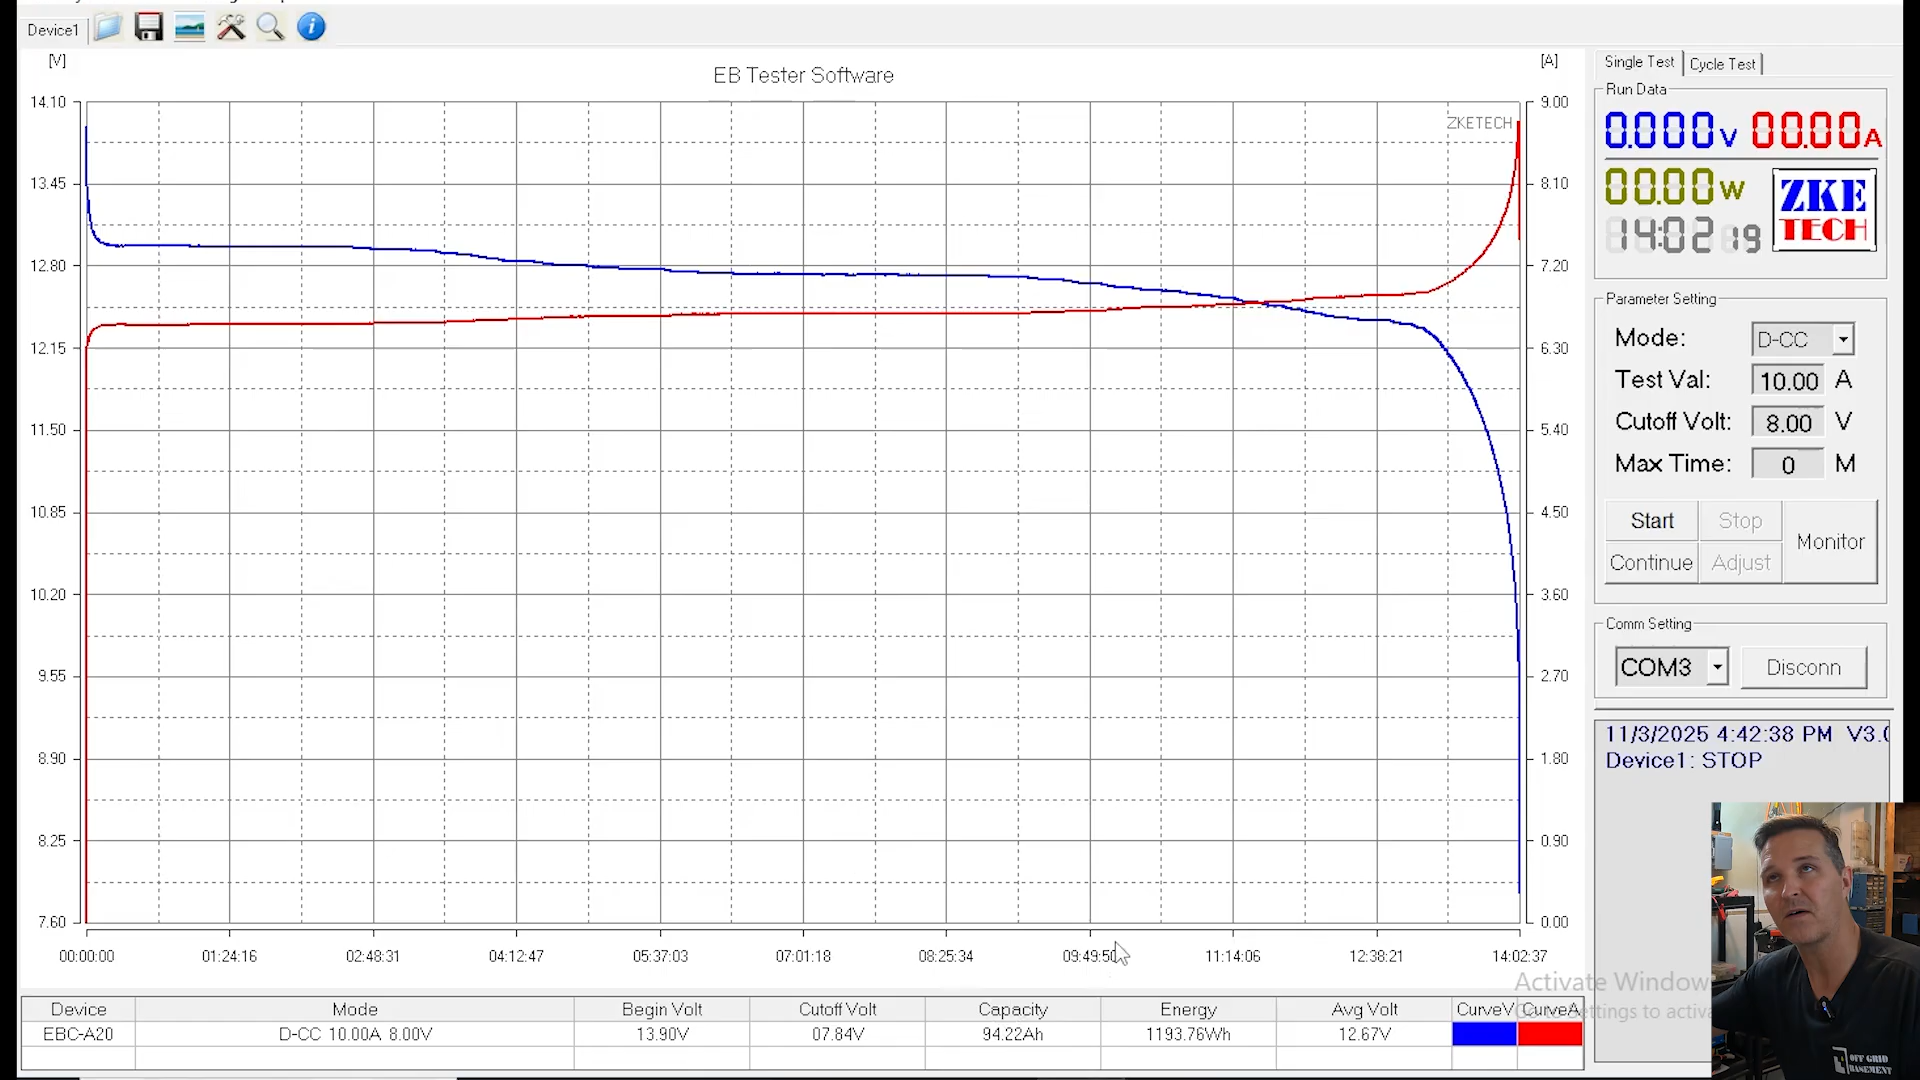 Device1
[V]
EB Tester Software
[A]
ZKETECH
14.10
13.45
12.80
12.15
11.50
10.85
10.20
9.55
8.90
8.25
7.60
9.00
8.10
7.20
6.30
5.40
4.50
3.60
2.70
1.80
0.90
0.00
00:00:00 01:24:16 02:48:31 04:12:47 05:37:03 07:01:18 08:25:34 09:49:50 11:14:06 12:38:21 14:02:37
Single Test Cycle Test
Run Data
0.000V 00.00A
00.00W
14:02 19
ZKE
TECH
Parameter Setting
Mode: D-CC
Test Val: 10.00 A
Cutoff Volt: 8.00 V
Max Time: 0 M
Start Stop Monitor
Continue Adjust
Comm Setting
COM3 Disconn
11/3/2025 4:42:38 PM V3.0
Device1: STOP
Device Mode Begin Volt Cutoff Volt Capacity Energy Avg Volt CurveV CurveA
EBC-A20 D-CC 10.00A 8.00V 13.90V 07.84V 94.22Ah 1193.76Wh 12.67V
Activate Window
OFF GRID
BASEMENT